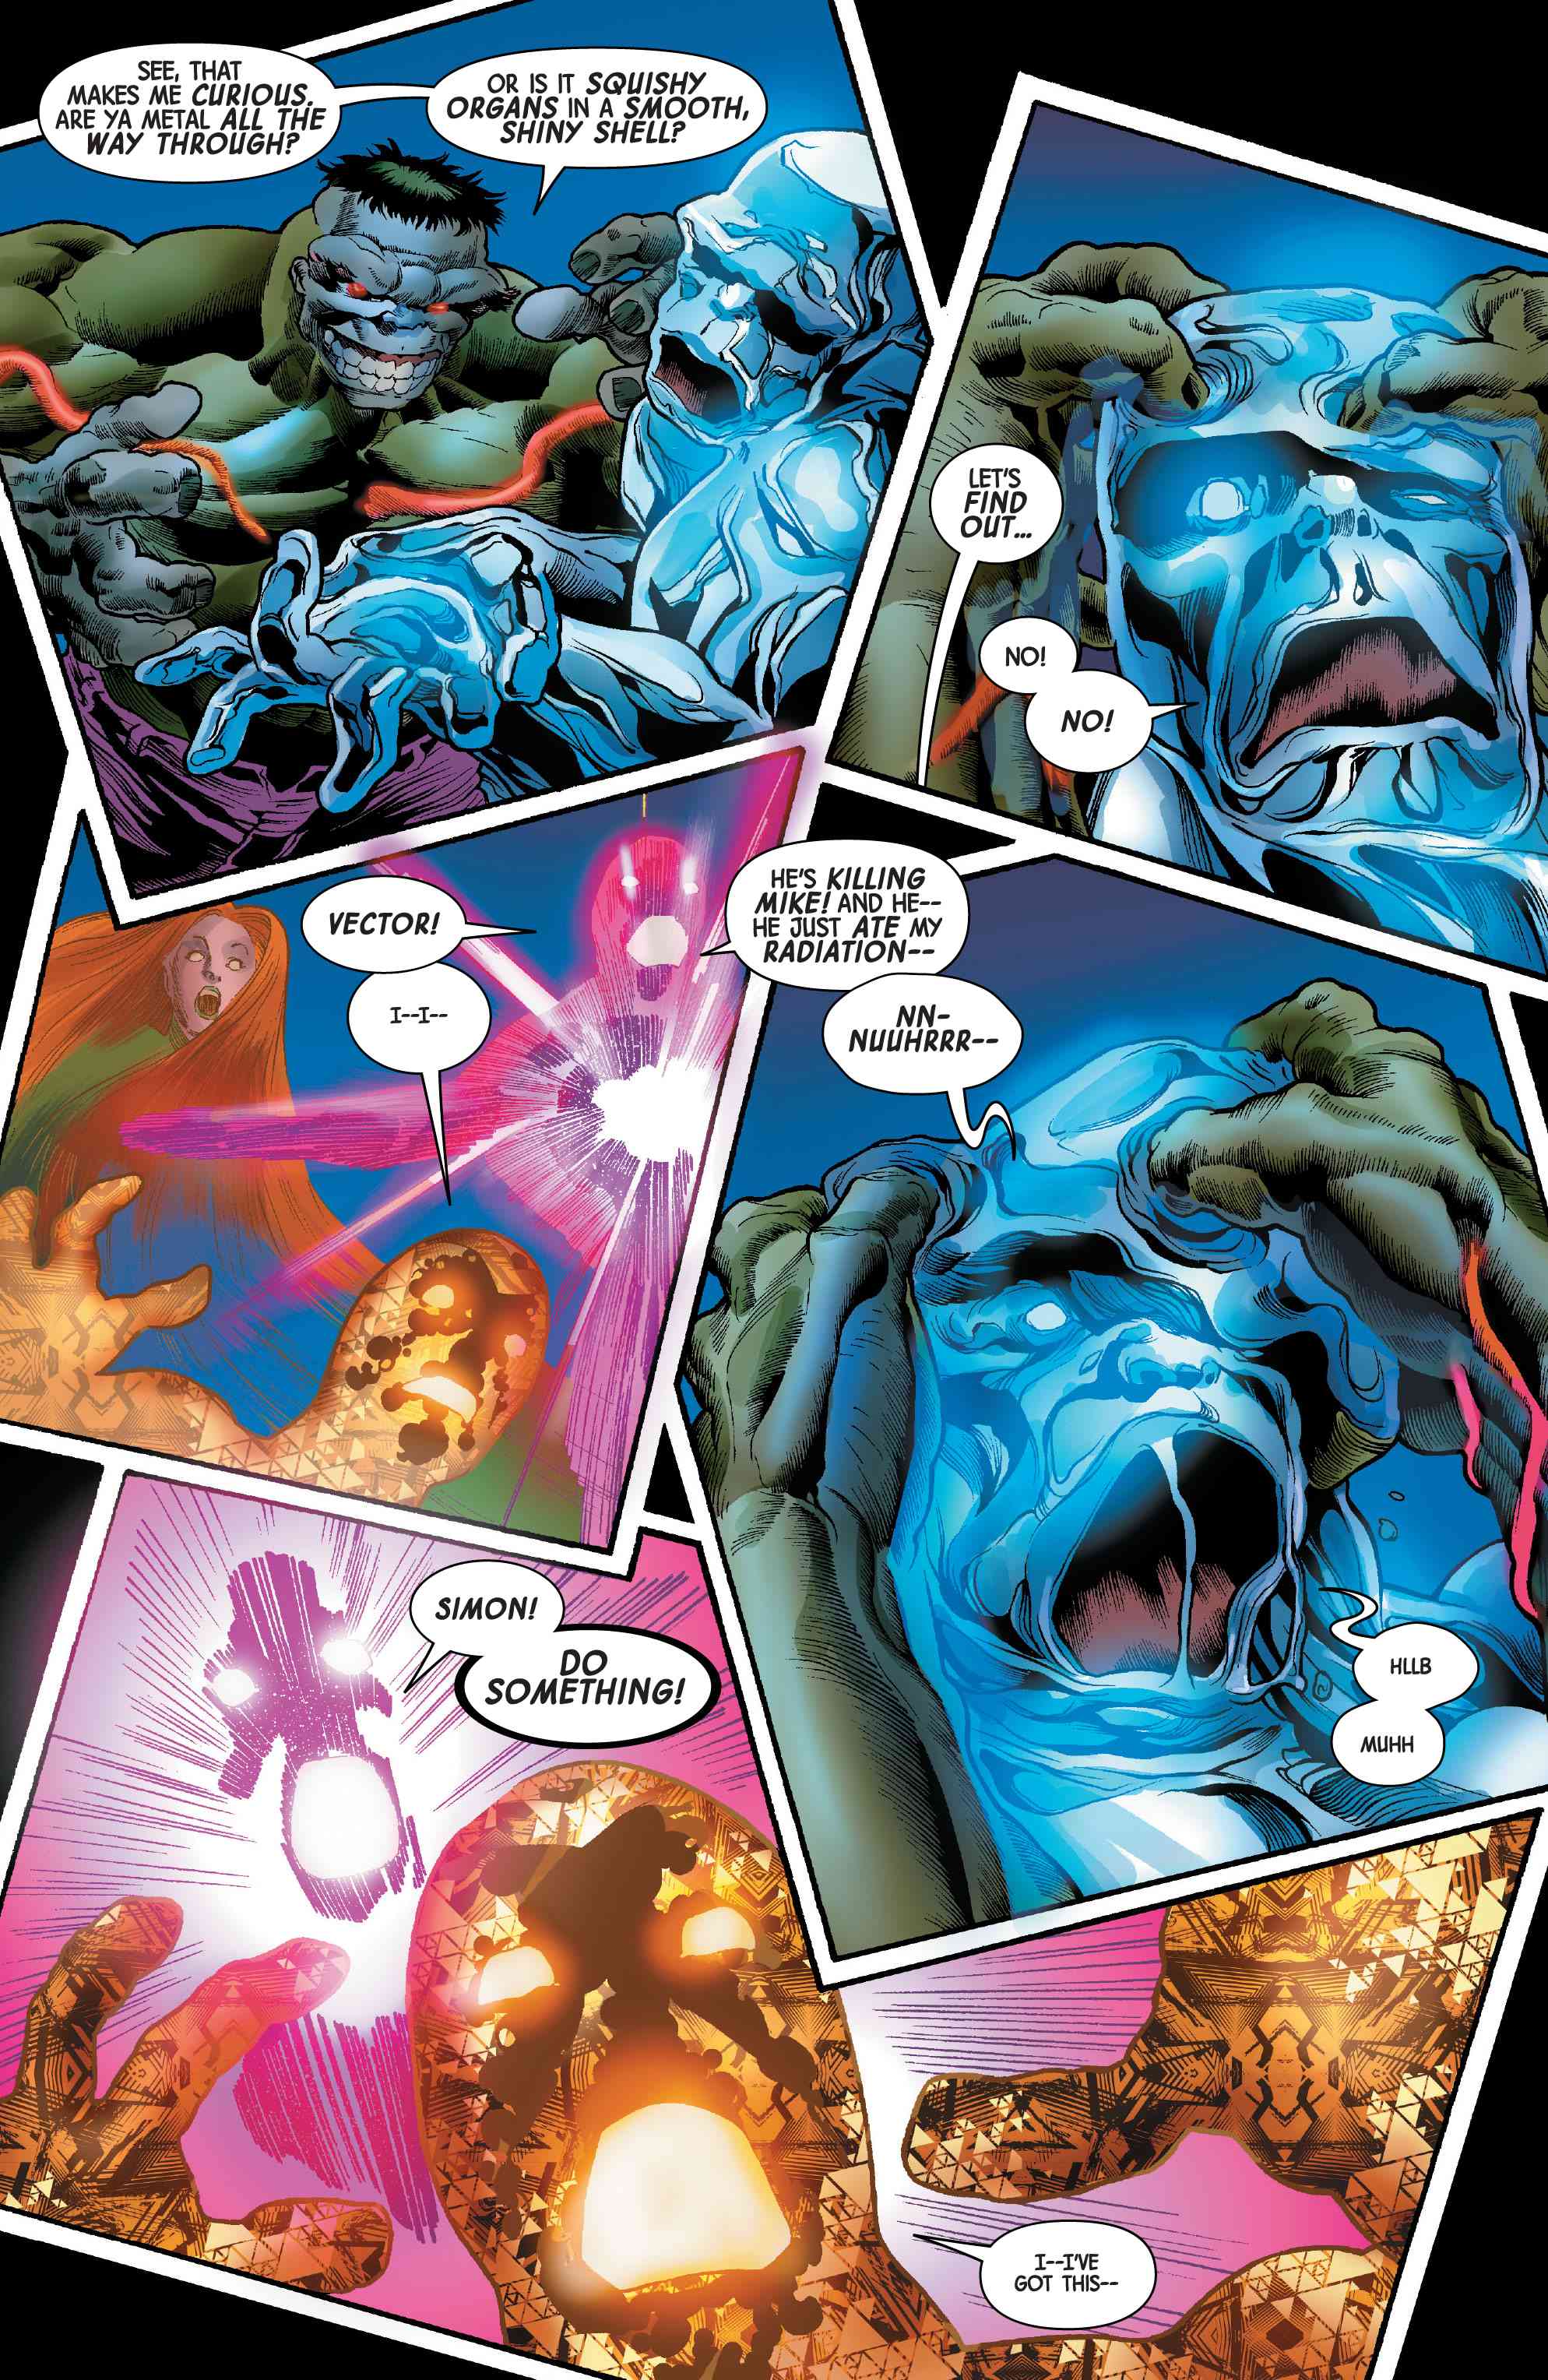 SEE, THAT
MAKES ME CURIOUS.
ARE YA METAL ALL THE
WAY THROUGH?
OR IS IT SQUISHY
ORGANS IN A SMOOTH,
SHINY SHELL?
LET'S
FIND
OUT...
NO!
NO!
VECTOR!
I--I--
HE'S KILLING
MIKE! AND HE--
HE JUST ATE MY
RADIATION--
NN-
NUUHRRR--
HLLB
MUHH
SIMON!
DO
SOMETHING!
I--I'VE
GOT THIS--